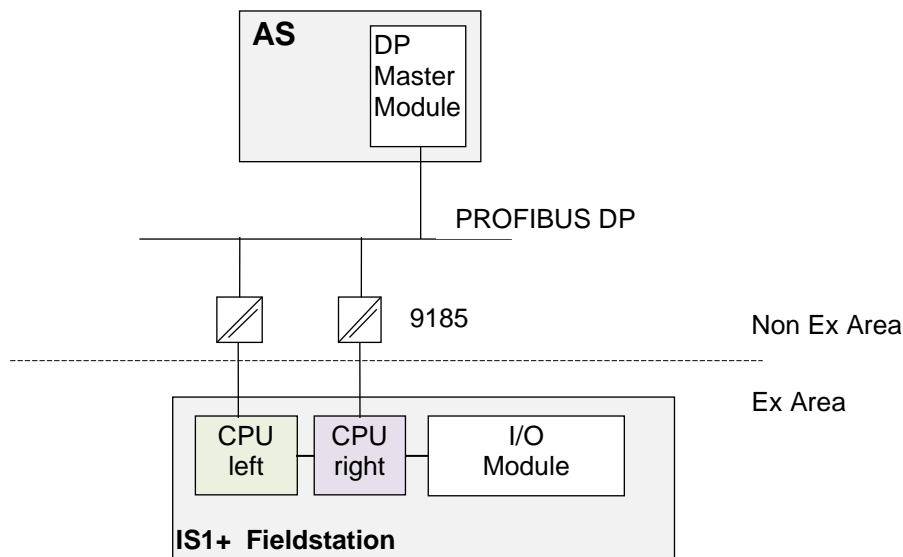 AS
DP
Master
Module
PROFIBUS DP
9185
Non Ex Area
Ex Area
CPU
left
CPU
right
I/O
Module
IS1+ Fieldstation